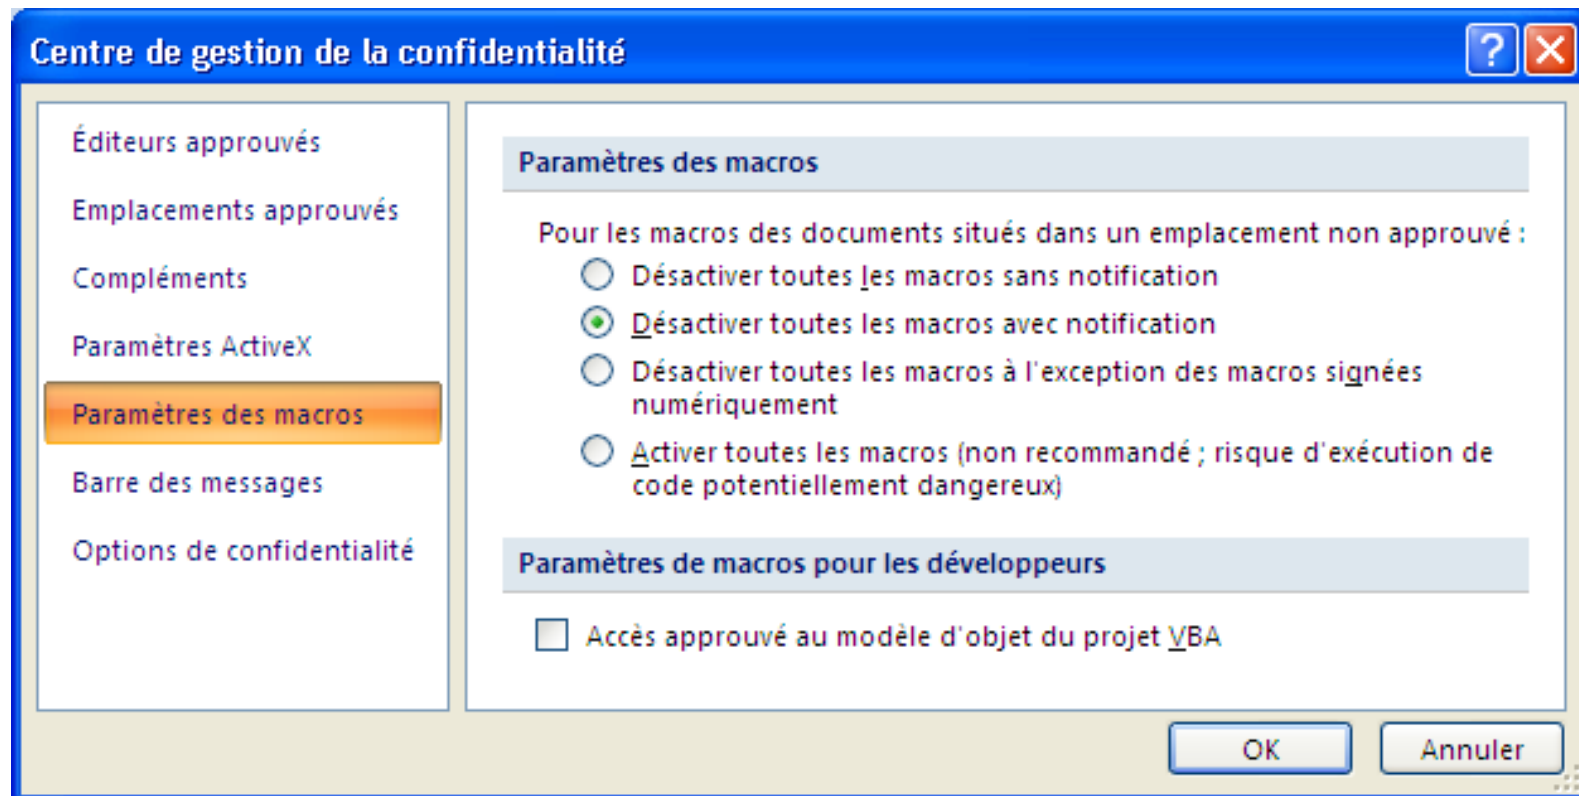 Centre de gestion de la confidentialité
Éditeurs approuvés
Emplacements approuvés
Compléments
Paramètres ActiveX
Paramètres des macros
Barre des messages
Options de confidentialité
Paramètres des macros
Pour les macros des documents situés dans un emplacement non approuvé :
Désactiver toutes les macros sans notification
Désactiver toutes les macros avec notification
Désactiver toutes les macros à l'exception des macros signées
numériquement
Activer toutes les macros (non recommandé ; risque d'exécution de
code potentiellement dangereux)
Paramètres de macros pour les développeurs
Accès approuvé au modèle d'objet du projet VBA
OK
Annuler